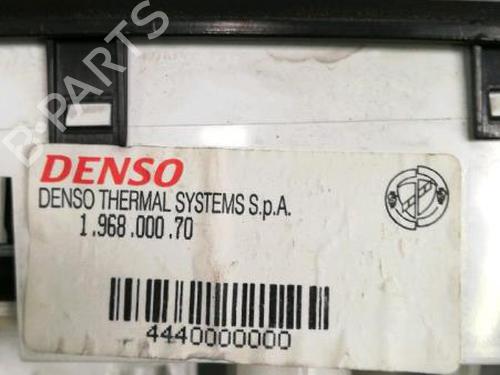 B-PARTS
DENSO
DENSO THERMAL SYSTEMS S.p.A.
1.968.000.70
4440000000